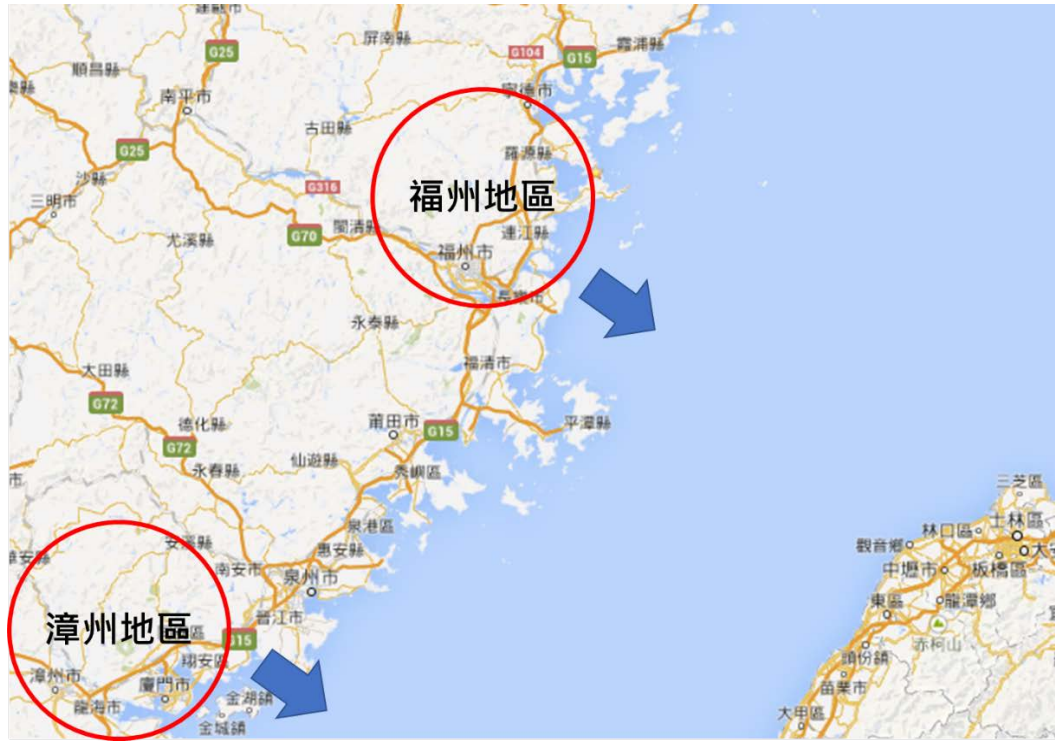 屏南縣
霞浦縣
G104
G25
G15
順昌縣
寧德市
南平市
古田縣
羅源縣
G25
沙縣
G316
福州地區
三明市
閩清縣
連江縣
尤溪縣
G70
福州市
長樂市
永泰縣
福清市
大田縣
G72
莆田市
平潭縣
德化縣
G15
G72
仙遊縣
永春縣
秀嶼區
市
三芝區
泉港區
士林區
林口區
安溪縣
惠安縣
觀音鄉
華安縣
南安市
泉州市
中壢市
板橋區
東區
龍潭鄉
晉江市
漳州地區
G15
赤柯山
頭份鎮
翔安區
漳州市
廈門市
金湖鎮
苗栗市
龍海市
金城鎮
大甲區